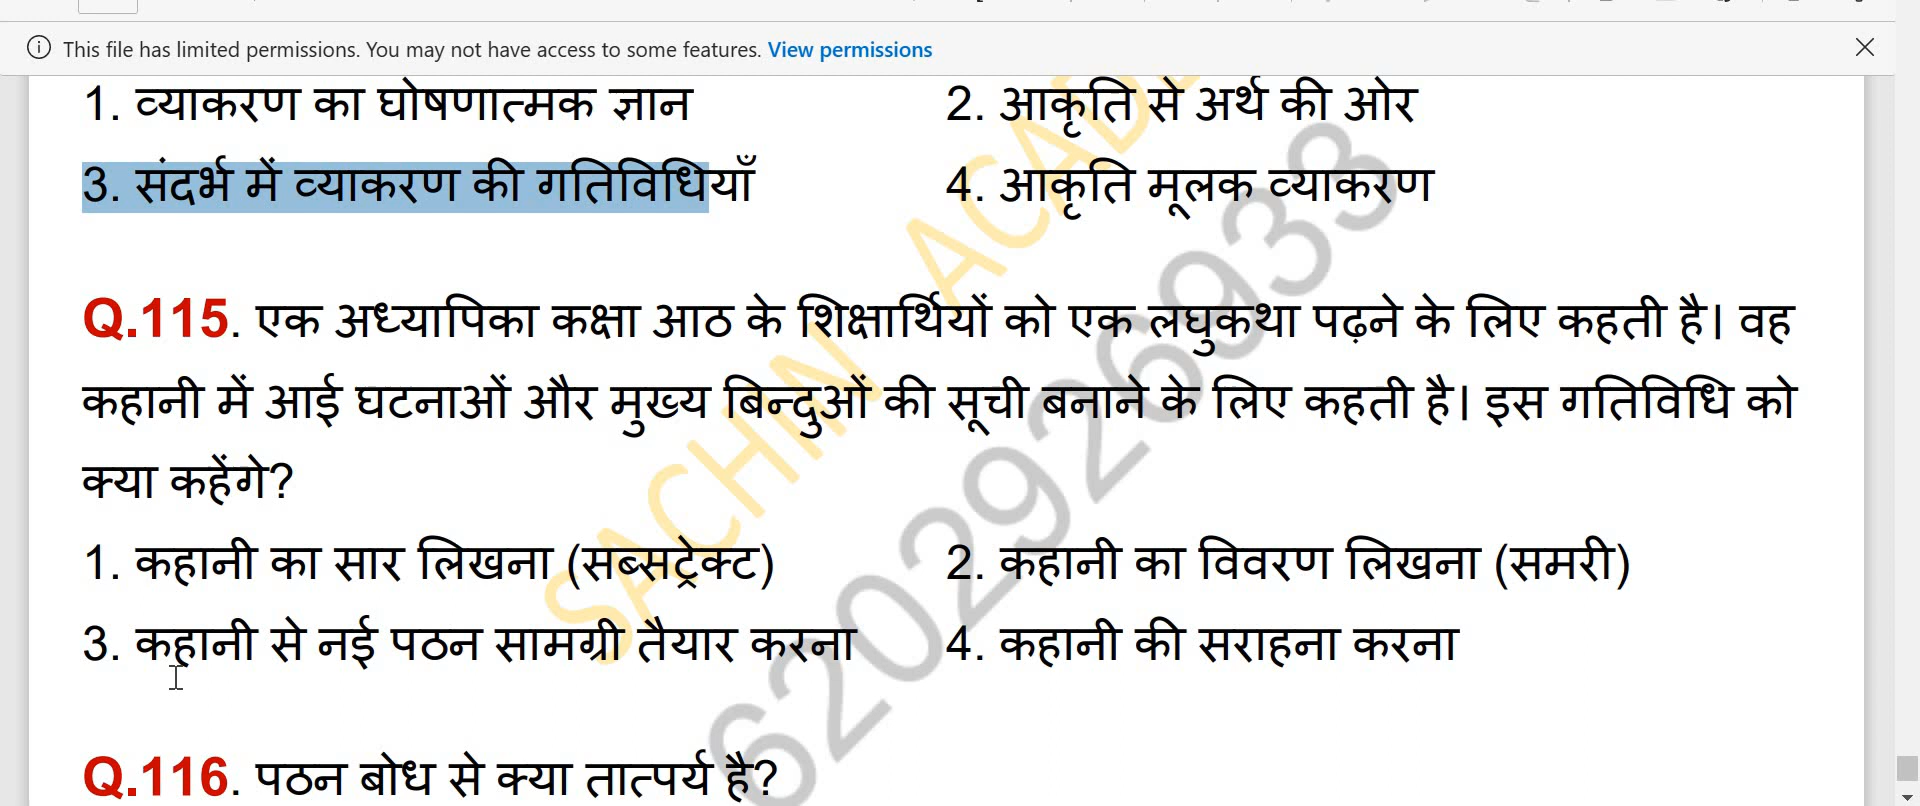 This file has limited permissions. You may not have access to some features. View permissions
1. व्याकरण का घोषणात्मक ज्ञान 2. आकृति से अर्थ की ओर
3. संदर्भ में व्याकरण की गतिविधियाँ 4. आकृति मूलक व्याकरण
Q.115. एक अध्यापिका कक्षा आठ के शिक्षार्थियों को एक लघुकथा पढ़ने के लिए कहती है। वह
कहानी में आई घटनाओं और मुख्य बिन्दुओं की सूची बनाने के लिए कहती है। इस गतिविधि को
क्या कहेंगे?
1. कहानी का सार लिखना (सब्सट्रेक्ट) 2. कहानी का विवरण लिखना (समरी)
3. कहानी से नई पठन सामग्री तैयार करना 4. कहानी की सराहना करना
Q.116. पठन बोध से क्या तात्पर्य है?
SACHIN
6202926933